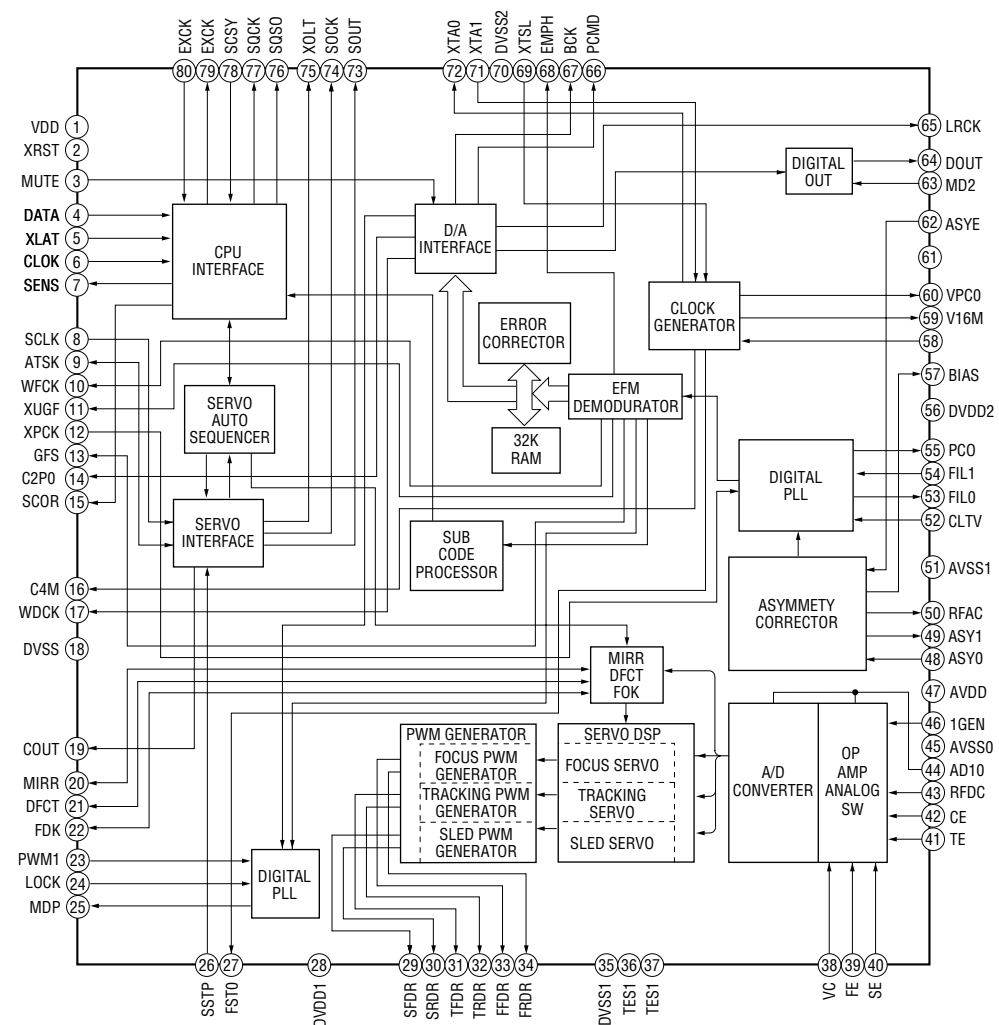 EXCK
EXCK
SCSY
SQCK
SQSO
XOLT
SOCK
SOUT
XTA0
XTA1
DVSS2
XTSL
EMPH
BCK
PCMD
80 79 78 77 76 75 74 73 72 71 70 69 68 67 66
VDD 1
XRST 2
MUTE 3
DATA 4
XLAT 5
CLOK 6
SENS 7
SCLK 8
ATSK 9
WFCK 10
XUGF 11
XPCK 12
GFS 13
C2P0 14
SCOR 15
C4M 16
WDCK 17
DVSS 18
COUT 19
MIRR 20
DFCT 21
FDK 22
PWM1 23
LOCK 24
MDP 25
CPU
INTERFACE
SERVO
AUTO
SEQUENCER
SERVO
INTERFACE
D/A
INTERFACE
ERROR
CORRECTOR
32K
RAM
EFM
DEMODURATOR
SUB
CODE
PROCESSOR
CLOCK
GENERATOR
DIGITAL
OUT
DIGITAL
PLL
ASYMMETY
CORRECTOR
MIRR
DFCT
FOK
PWM GENERATOR
FOCUS PWM
GENERATOR
TRACKING PWM
GENERATOR
SLED PWM
GENERATOR
SERVO DSP
FOCUS SERVO
TRACKING
SERVO
SLED SERVO
A/D
CONVERTER
OP
AMP
ANALOG
SW
DIGITAL
PLL
65 LRCK
64 DOUT
63 MD2
62 ASYE
61
60 VPC0
59 V16M
58
57 BIAS
56 DVDD2
55 PCO
54 FIL1
53 FIL0
52 CLTV
51 AVSS1
50 RFAC
49 ASY1
48 ASY0
47 AVDD
46 1GEN
45 AVSS0
44 AD10
43 RFDC
42 CE
41 TE
26 27 28 29 30 31 32 33 34 35 36 37 38 39 40
SSTP
FST0
DVDD1
SFDR
SRDR
TFDR
TRDR
FFDR
FRDR
DVSS1
TES1
TES1
VC
FE
SE